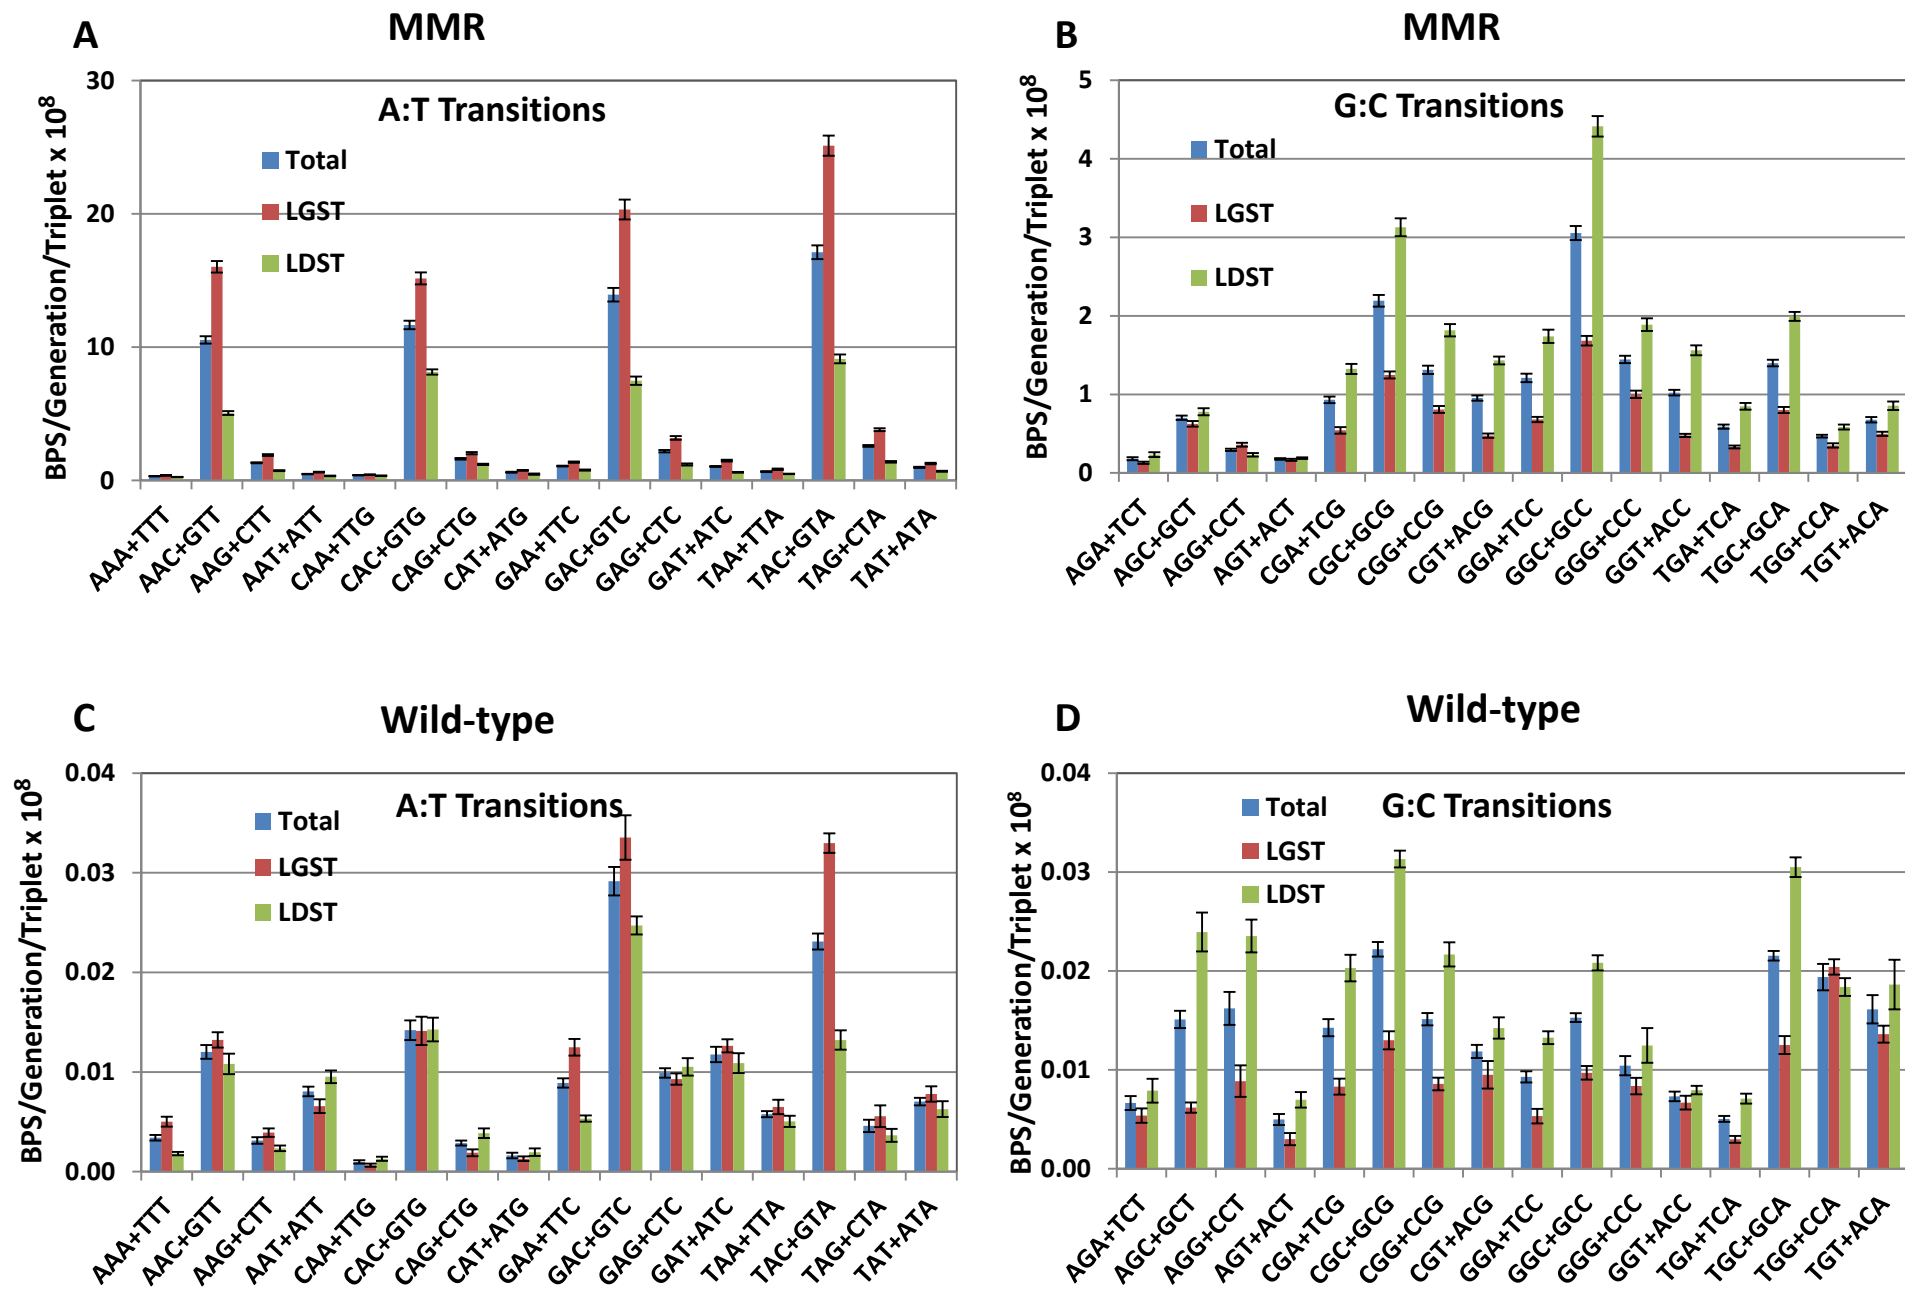 A
MMR
BPS/Generation/Triplet x 10⁸
30
20
10
0
A:T Transitions
Total
LGST
LDST
AAA+TTT
AAC+GTT
AAG+CTT
AAT+ATT
CAA+TTG
CAC+GTG
CAG+CTG
CAT+ATG
GAA+TTC
GAC+GTC
GAG+CTC
GAT+ATC
TAA+TTA
TAC+GTA
TAG+CTA
TAT+ATA
B
MMR
BPS/Generation/Triplet x 10⁸
5
4
3
2
1
0
G:C Transitions
Total
LGST
LDST
AGA+TCT
AGC+GCT
AGG+CCT
AGT+ACT
CGA+TCG
CGC+GCG
CGG+CCG
CGT+ACG
GGA+TCC
GGC+GCC
GGG+CCC
GGT+ACC
TGA+TCA
TGC+GCA
TGG+CCA
TGT+ACA
C
Wild-type
BPS/Generation/Triplet x 10⁸
0.04
0.03
0.02
0.01
0.00
A:T Transitions
Total
LGST
LDST
AAA+TTT
AAC+GTT
AAG+CTT
AAT+ATT
CAA+TTG
CAC+GTG
CAG+CTG
CAT+ATG
GAA+TTC
GAC+GTC
GAG+CTC
GAT+ATC
TAA+TTA
TAC+GTA
TAG+CTA
TAT+ATA
D
Wild-type
BPS/Generation/Triplet x 10⁸
0.04
0.03
0.02
0.01
0.00
G:C Transitions
Total
LGST
LDST
AGA+TCT
AGC+GCT
AGG+CCT
AGT+ACT
CGA+TCG
CGC+GCG
CGG+CCG
CGT+ACG
GGA+TCC
GGC+GCC
GGG+CCC
GGT+ACC
TGA+TCA
TGC+GCA
TGG+CCA
TGT+ACA